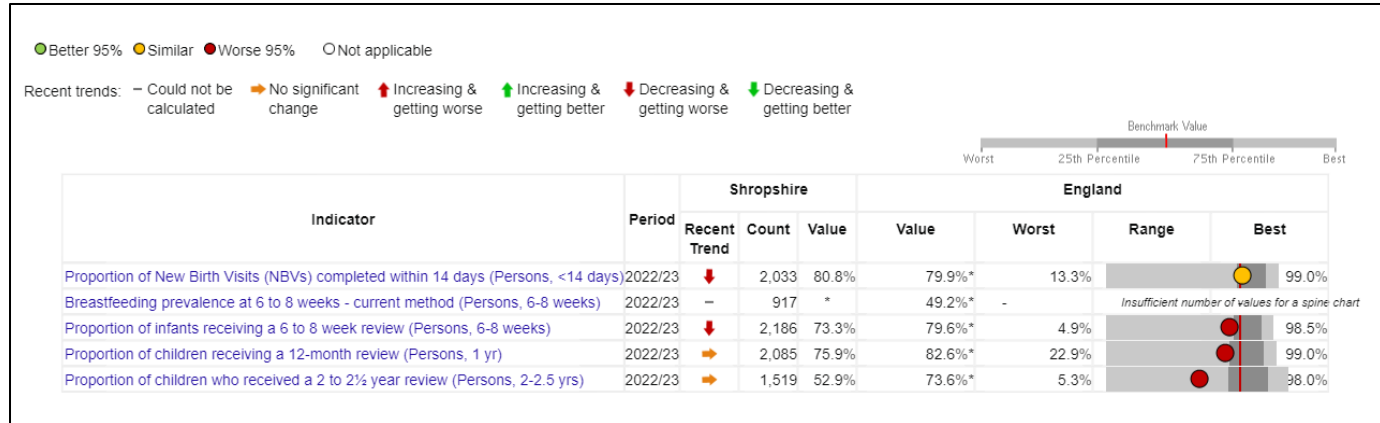 Better 95% Similar Worse 95% Not applicable
Recent trends: – Could not be calculated No significant change Increasing & getting worse Increasing & getting better Decreasing & getting worse Decreasing & getting better
Benchmark Value
Worst 25th Percentile 75th Percentile Best
Shropshire England
Indicator Period Recent Trend Count Value Value Worst Range Best
Proportion of New Birth Visits (NBVs) completed within 14 days (Persons, <14 days) 2022/23 2,033 80.8% 79.9%* 13.3% 99.0%
Breastfeeding prevalence at 6 to 8 weeks - current method (Persons, 6-8 weeks) 2022/23 – 917 * 49.2%* - Insufficient number of values for a spine chart
Proportion of infants receiving a 6 to 8 week review (Persons, 6-8 weeks) 2022/23 2,186 73.3% 79.6%* 4.9% 98.5%
Proportion of children receiving a 12-month review (Persons, 1 yr) 2022/23 2,085 75.9% 82.6%* 22.9% 99.0%
Proportion of children who received a 2 to 2½ year review (Persons, 2-2.5 yrs) 2022/23 1,519 52.9% 73.6%* 5.3% 98.0%